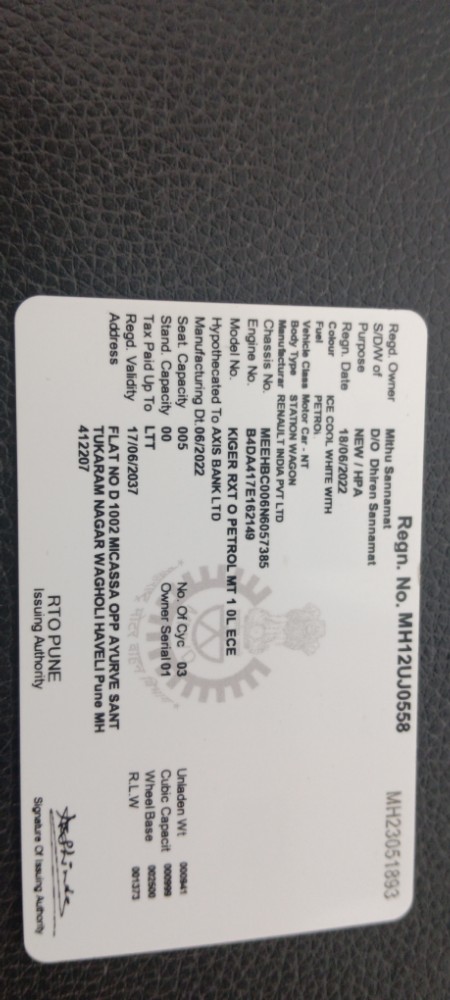 Regn. No. MH12UJ0558 MH23051893
Regd. Owner Mithu Sannamat
S/D/W of D/O Dhiren Sannamat
Purpose NEW / HPA
Regn. Date 18/06/2022
Colour ICE COOL WHITE WITH
Fuel PETROL
Vehicle Class Motor Car - NT
Body Type STATION WAGON
Manufacturer RENAULT INDIA PVT LTD
Chassis No. MEEHBC006N6057385
Engine No. B4DA417E162149
Model No. KIGER RXT O PETROL MT 1 0L ECE
Hypothecated To AXIS BANK LTD
Manufacturing Dt.06/2022
Seat. Capacity 005 No. Of Cyc 03 Unladen Wt 000941
Stand. Capacity 00 Owner Serial 01 Cubic Capacit 000999
Tax Paid Up To LTT Wheel Base 002500
Regd. Validity 17/06/2037 R.L.W 001373
Address FLAT NO D 1002 MICASSA OPP AYURVE SANT
TUKARAM NAGAR WAGHOLI HAVELI Pune MH
412207
RTO PUNE
Issuing Authority
Signature Of Issuing Authority